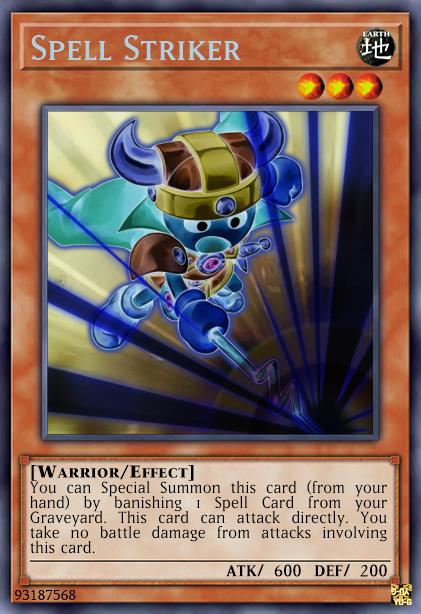 Spell Striker
EARTH
地
[Warrior/Effect]
You can Special Summon this card (from your
hand) by banishing 1 Spell Card from your
Graveyard. This card can attack directly. You
take no battle damage from attacks involving
this card.
ATK/ 600 DEF/ 200
93187568